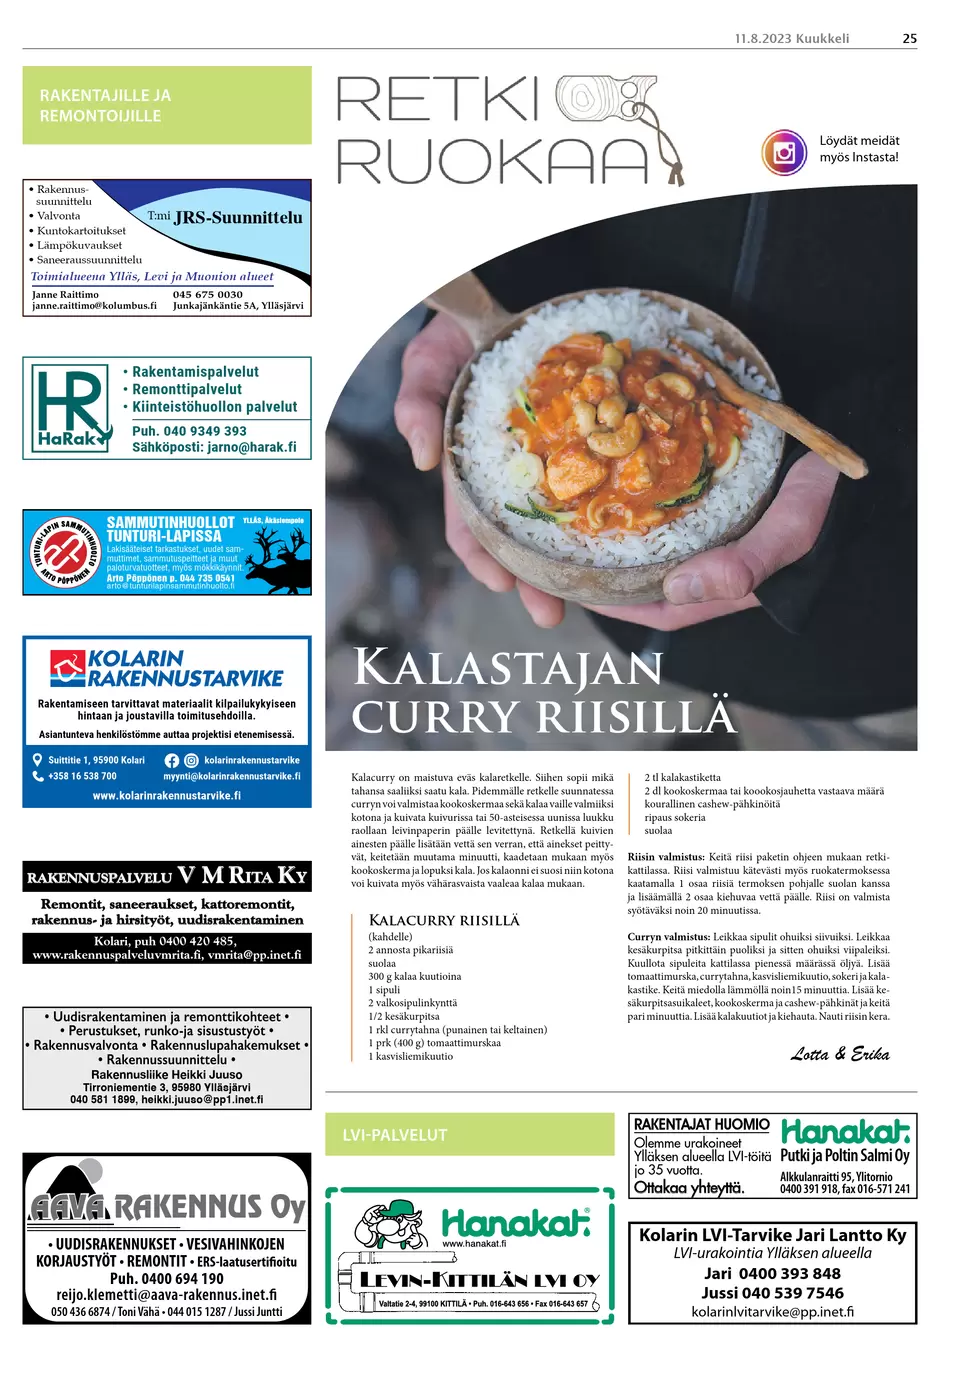 11.8.2023 Kuukkeli
25
RAKENTAJILLE JA
REMONTOIJILLE
• Rakennus-
suunnittelu
• Valvonta
• Kuntokartoitukset
• Lämpökuvaukset
• Saneeraussuunnittelu
T:mi JRS-Suunnittelu
Toimialueena Ylläs, Levi ja Muonion alueet
Janne Raittimo 045 675 0030
janne.raittimo@kolumbus.fi Junkajänkäntie 5A, Ylläsjärvi
HR
HaRak
• Rakentamispalvelut
• Remonttipalvelut
• Kiinteistöhuollon palvelut
Puh. 040 9349 393
Sähköposti: jarno@harak.fi
TUNTURI-LAPIN SAMMUTINHUOLTO
ARTO PÖPPÖNEN
SAMMUTINHUOLLOT
TUNTURI-LAPISSA
YLLÄS, Äkäslompolo
Lakisääteiset tarkastukset, uudet sam-
muttimet, sammutuspeitteet ja muut
paloturvatuotteet, myös mökkikäynnit.
Arto Pöppönen p. 044 735 0541
arto@tunturilapinsammutinhuolto.fi
KOLARIN
RAKENNUSTARVIKE
Rakentamiseen tarvittavat materiaalit kilpailukykyiseen
hintaan ja joustavilla toimitusehdoilla.
Asiantunteva henkilöstömme auttaa projektisi etenemisessä.
Suittitie 1, 95900 Kolari
kolarinrakennustarvike
+358 16 538 700
myynti@kolarinrakennustarvike.fi
www.kolarinrakennustarvike.fi
RAKENNUSPALVELU V M RITA KY
Remontit, saneeraukset, kattoremontit,
rakennus- ja hirsityöt, uudisrakentaminen
Kolari, puh 0400 420 485,
www.rakennuspalveluvmrita.fi, vmrita@pp.inet.fi
• Uudisrakentaminen ja remonttikohteet •
• Perustukset, runko-ja sisustustyöt •
• Rakennusvalvonta • Rakennuslupahakemukset •
• Rakennussuunnittelu •
Rakennusliike Heikki Juuso
Tirroniementie 3, 95980 Ylläsjärvi
040 581 1899, heikki.juuso@pp1.inet.fi
AAVA RAKENNUS Oy
• UUDISRAKENNUKSET • VESIVAHINKOJEN
KORJAUSTYÖT • REMONTIT • ERS-laatusertifioitu
Puh. 0400 694 190
reijo.klemetti@aava-rakennus.inet.fi
050 436 6874 / Toni Vähä • 044 015 1287 / Jussi Juntti
RETKI
RUOKAA
Löydät meidät
myös Instasta!
KALASTAJAN
CURRY RIISILLÄ
Kalacurry on maistuva eväs kalaretkelle. Siihen sopii mikä
tahansa saaliiksi saatu kala. Pidemmälle retkelle suunnatessa
curryn voi valmistaa kookoskermaa sekä kalaa vaille valmiiksi
kotona ja kuivata kuivurissa tai 50-asteisessa uunissa luukku
raollaan leivinpaperin päälle levitettynä. Retkellä kuivien
ainesten päälle lisätään vettä sen verran, että ainekset peitty-
vät, keitetään muutama minuutti, kaadetaan mukaan myös
kookoskerma ja lopuksi kala. Jos kalaonni ei suosi niin kotona
voi kuivata myös vähärasvaista vaaleaa kalaa mukaan.
KALACURRY RIISILLÄ
(kahdelle)
2 annosta pikariisiä
suolaa
300 g kalaa kuutioina
1 sipuli
2 valkosipulinkynttä
1/2 kesäkurpitsa
1 rkl currytahna (punainen tai keltainen)
1 prk (400 g) tomaattimurskaa
1 kasvisliemikuutio
2 tl kalakastiketta
2 dl kookoskermaa tai koookosjauhetta vastaava määrä
kourallinen cashew-pähkinöitä
ripaus sokeria
suolaa
Riisin valmistus: Keitä riisi paketin ohjeen mukaan retki-
kattilassa. Riisi valmistuu kätevästi myös ruokatermoksessa
kaatamalla 1 osaa riisiä termoksen pohjalle suolan kanssa
ja lisäämällä 2 osaa kiehuvaa vettä päälle. Riisi on valmista
syötäväksi noin 20 minuutissa.
Curryn valmistus: Leikkaa sipulit ohuiksi siivuiksi. Leikkaa
kesäkurpitsa pitkittäin puoliksi ja sitten ohuiksi viipaleiksi.
Kuullota sipuleita kattilassa pienessä määrässä öljyä. Lisää
tomaattimurska, currytahna, kasvisliemikuutio, sokeri ja kala-
kastike. Keitä miedolla lämmöllä noin15 minuuttia. Lisää ke-
säkurpitsasuikaleet, kookoskerma ja cashew-pähkinät ja keitä
pari minuuttia. Lisää kalakuutiot ja kiehauta. Nauti riisin kera.
Lotta & Erika
LVI-PALVELUT
Hanakat®
www.hanakat.fi
LEVIN-KITTILÄN LVI OY
Valtatie 2-4, 99100 KITTILÄ • Puh. 016-643 656 • Fax 016-643 657
RAKENTAJAT HUOMIO
Olemme urakoineet
Ylläksen alueella LVI-töitä
jo 35 vuotta.
Ottakaa yhteyttä.
Hanakat
Putki ja Poltin Salmi Oy
Alkkulanraitti 95, Ylitornio
0400 391 918, fax 016-571 241
Kolarin LVI-Tarvike Jari Lantto Ky
LVI-urakointia Ylläksen alueella
Jari 0400 393 848
Jussi 040 539 7546
kolarinlvitarvike@pp.inet.fi